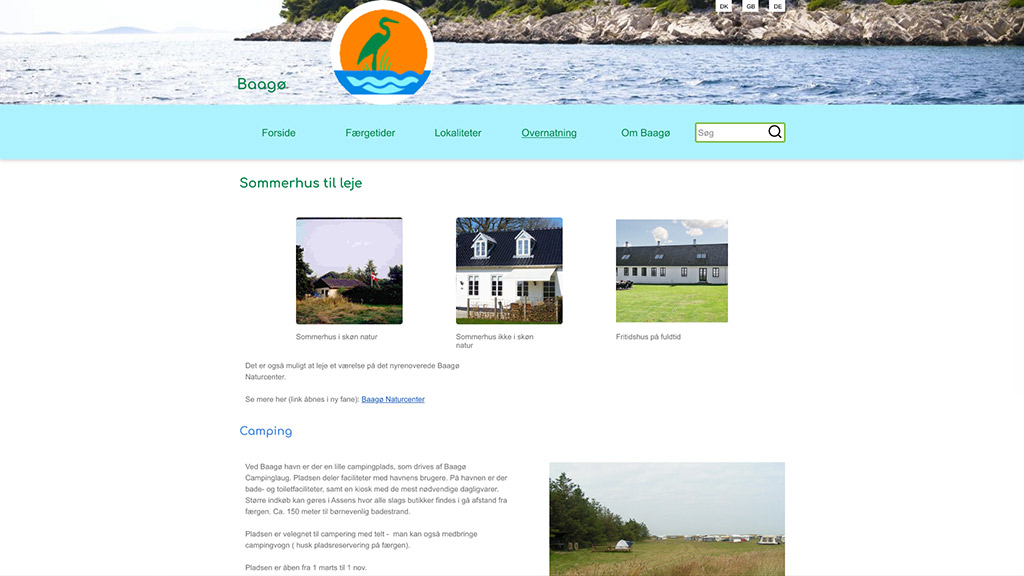 DK GB DE
Baagø
Forside Færgetider Lokaliteter Overnatning Om Baagø Søg
Sommerhus til leje
Sommerhus i skøn natur
Sommerhus ikke i skøn
natur
Fritidshus på fuldtid
Det er også muligt at leje et værelse på det nyrenoverede Baagø
Naturcenter.
Se mere her (link åbnes i ny fane): Baagø Naturcenter
Camping
Ved Baagø havn er der en lille campingplads, som drives af Baagø
Campinglaug. Pladsen deler faciliteter med havnens brugere. På havnen er der
bade- og toiletfaciliteter, samt en kiosk med de mest nødvendige dagligvarer.
Større indkøb kan gøres i Assens hvor alle slags butikker findes i gå afstand fra
færgen. Ca. 150 meter til børnevenlig badestrand.
Pladsen er velegnet til campering med telt - man kan også medbringe
campingvogn ( husk pladsreservering på færgen).
Pladsen er åben fra 1 marts til 1 nov.